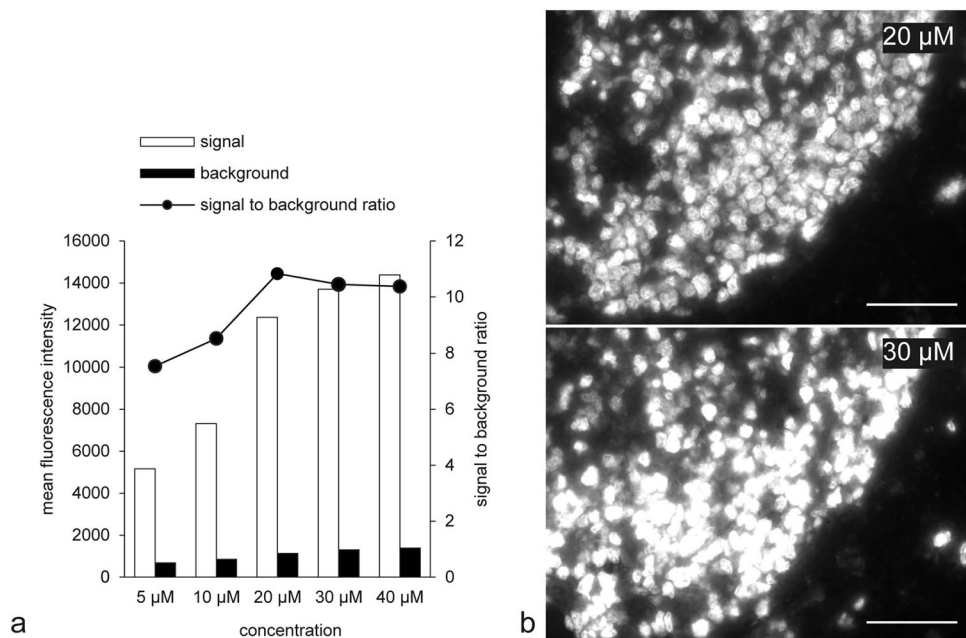 signal
background
signal to background ratio
mean fluorescence intensity
16000
14000
12000
10000
8000
6000
4000
2000
0
12
10
8
6
4
2
0
signal to background ratio
5 µM
10 µM
20 µM
30 µM
40 µM
concentration
a
b
20 µM
30 µM